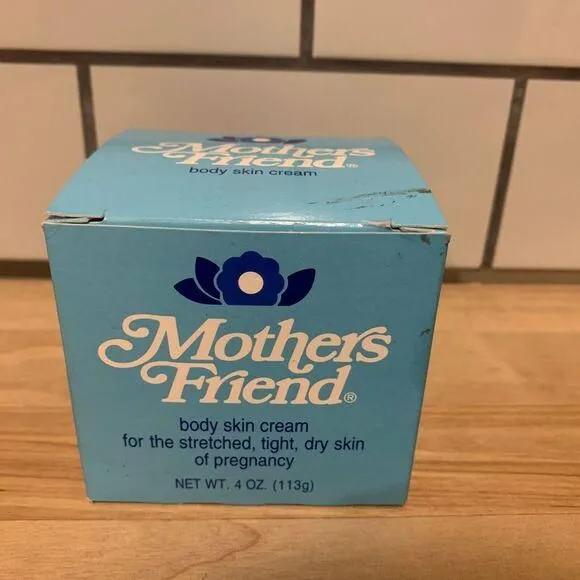 Mothers
Friend®
body skin cream
Mothers
Friend®
body skin cream
for the stretched, tight, dry skin
of pregnancy
NET WT. 4 OZ. (113g)